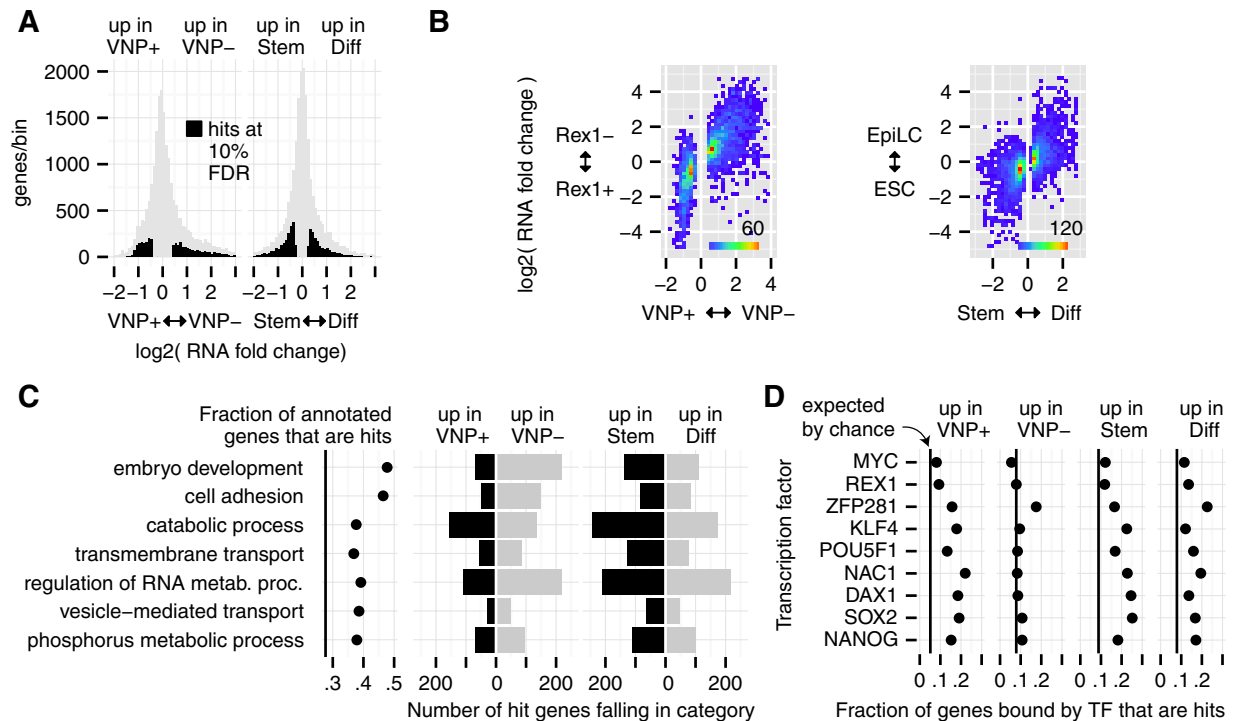 A
up in VNP+
up in VNP−
up in Stem
up in Diff
genes/bin
2000
1500
1000
500
0
hits at 10% FDR
−2 −1 0 1 2
−2 −1 0 1 2
VNP+ ↔ VNP−
Stem ↔ Diff
log2( RNA fold change)
B
log2( RNA fold change )
Rex1−
↕
Rex1+
4
2
0
−2
−4
60
−2 0 2 4
VNP+ ↔ VNP−
EpiLC
↕
ESC
4
2
0
−2
−4
120
−2 0 2
Stem ↔ Diff
C
Fraction of annotated
genes that are hits
up in VNP+
up in VNP−
up in Stem
up in Diff
embryo development
cell adhesion
catabolic process
transmembrane transport
regulation of RNA metab. proc.
vesicle−mediated transport
phosphorus metabolic process
.3 .4 .5
200 0 200
200 0 200
Number of hit genes falling in category
D
expected
by chance
up in VNP+
up in VNP−
up in Stem
up in Diff
Transcription factor
MYC
REX1
ZFP281
KLF4
POU5F1
NAC1
DAX1
SOX2
NANOG
0 .1 .2
0 .1 .2
0 .1 .2
0 .1 .2
Fraction of genes bound by TF that are hits